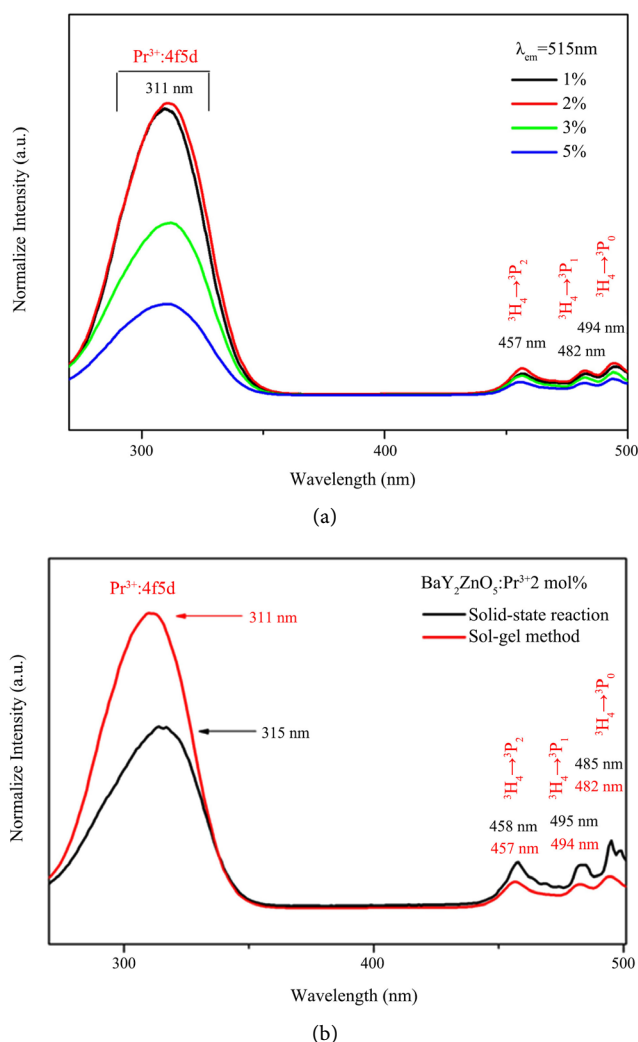 Pr³⁺:4f5d
311 nm
λem=515nm
1%
2%
3%
5%
³H₄→³P₂
³H₄→³P₁
³H₄→³P₀
457 nm
482 nm
494 nm
Normalize Intensity (a.u.)
300
400
500
Wavelength (nm)
(a)
Pr³⁺:4f5d
311 nm
315 nm
BaY₂ZnO₅:Pr³⁺2 mol%
Solid-state reaction
Sol-gel method
³H₄→³P₂
³H₄→³P₁
³H₄→³P₀
485 nm
482 nm
458 nm
457 nm
495 nm
494 nm
Normalize Intensity (a.u.)
300
400
500
Wavelength (nm)
(b)